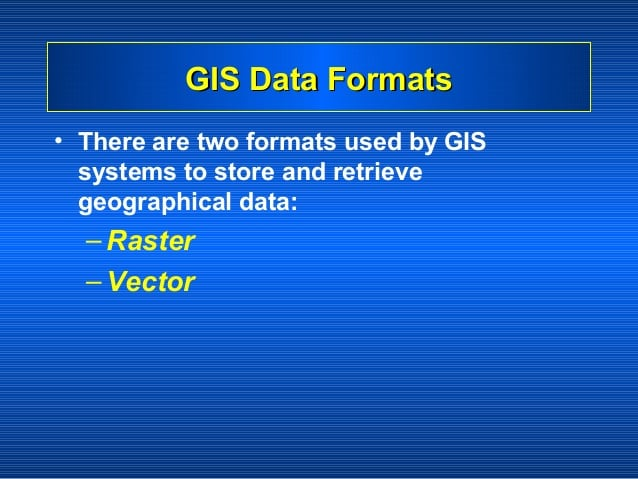 GIS Data Formats
• There are two formats used by GIS
systems to store and retrieve
geographical data:
– Raster
– Vector